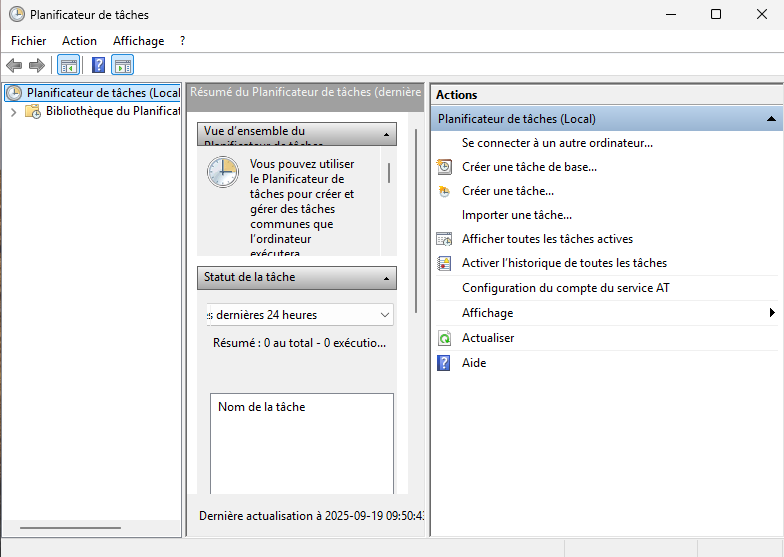 Planificateur de tâches
Fichier Action Affichage ?
Planificateur de tâches (Local
Bibliothèque du Planificat
Résumé du Planificateur de tâches (dernière
Vue d'ensemble du
Planificateur de tâches
Vous pouvez utiliser
le Planificateur de
tâches pour créer et
gérer des tâches
communes que
l'ordinateur
exécutera
Statut de la tâche
s dernières 24 heures
Résumé : 0 au total - 0 exécutio...
Nom de la tâche
Dernière actualisation à 2025-09-19 09:50:43
Actions
Planificateur de tâches (Local)
Se connecter à un autre ordinateur...
Créer une tâche de base...
Créer une tâche...
Importer une tâche...
Afficher toutes les tâches actives
Activer l'historique de toutes les tâches
Configuration du compte du service AT
Affichage
Actualiser
Aide